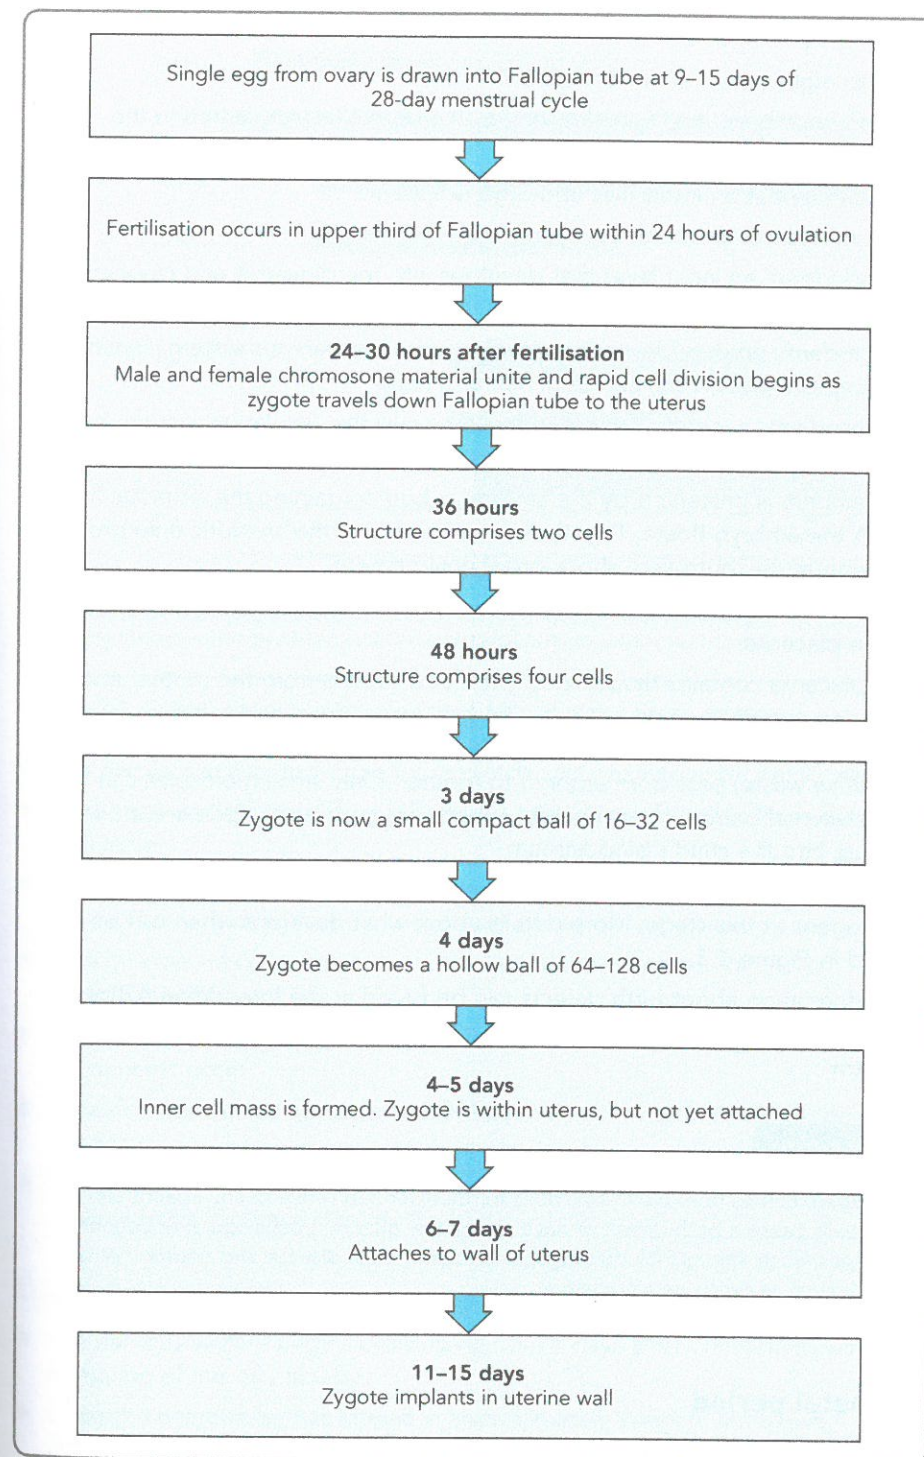 Single egg from ovary is drawn into Fallopian tube at 9–15 days of
28-day menstrual cycle
Fertilisation occurs in upper third of Fallopian tube within 24 hours of ovulation
24–30 hours after fertilisation
Male and female chromosone material unite and rapid cell division begins as
zygote travels down Fallopian tube to the uterus
36 hours
Structure comprises two cells
48 hours
Structure comprises four cells
3 days
Zygote is now a small compact ball of 16–32 cells
4 days
Zygote becomes a hollow ball of 64–128 cells
4–5 days
Inner cell mass is formed. Zygote is within uterus, but not yet attached
6–7 days
Attaches to wall of uterus
11–15 days
Zygote implants in uterine wall